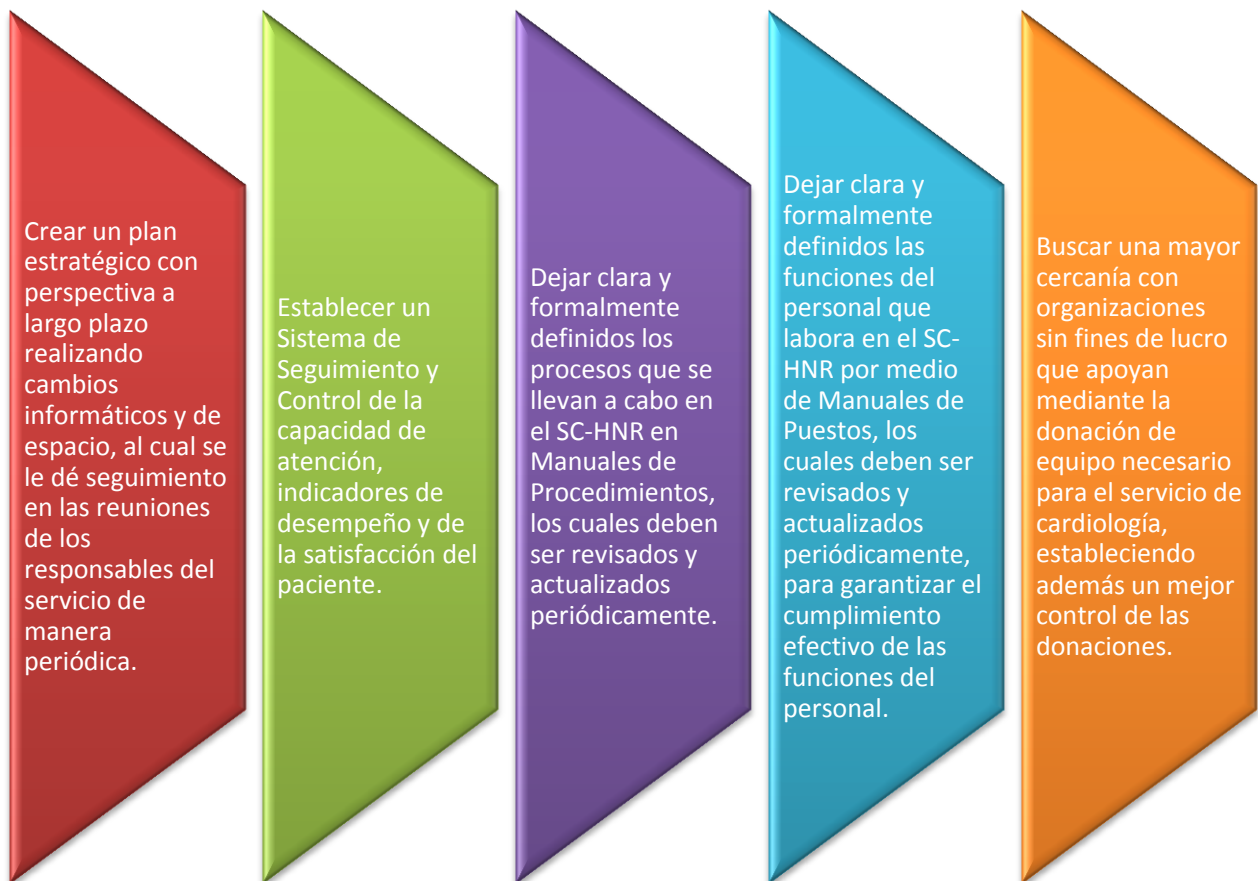 Crear un plan
estratégico con
perspectiva a
largo plazo
realizando
cambios
informáticos y de
espacio, al cual se
le dé seguimiento
en las reuniones
de los
responsables del
servicio de
manera
periódica.
Establecer un
Sistema de
Seguimiento y
Control de la
capacidad de
atención,
indicadores de
desempeño y de
la satisfacción del
paciente.
Dejar clara y
formalmente
definidos los
procesos que se
llevan a cabo en
el SC-HNR en
Manuales de
Procedimientos,
los cuales deben
ser revisados y
actualizados
periódicamente.
Dejar clara y
formalmente
definidos las
funciones del
personal que
labora en el SC-
HNR por medio
de Manuales de
Puestos, los
cuales deben ser
revisados y
actualizados
periódicamente,
para garantizar el
cumplimiento
efectivo de las
funciones del
personal.
Buscar una mayor
cercanía con
organizaciones
sin fines de lucro
que apoyan
mediante la
donación de
equipo necesario
para el servicio de
cardiología,
estableciendo
además un mejor
control de las
donaciones.